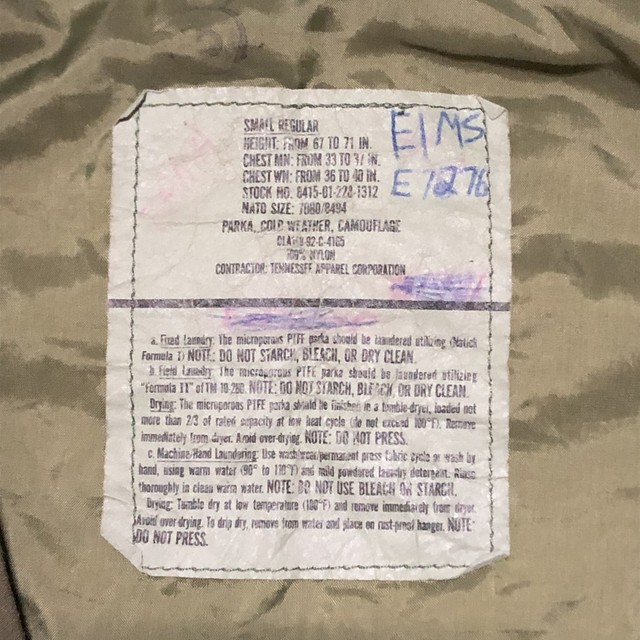 SMALL REGULAR
HEIGHT: FROM 67 TO 71 IN.
CHEST MN: FROM 33 TO 37 IN.
CHEST WN: FROM 36 TO 40 IN.
STOCK NO. 8415-01-228-1312
NATO SIZE: 7080/8494
ElMS
E 7276
PARKA, COLD WEATHER, CAMOUFLAGE
100% NYLON
CONTRACTOR: TENNESSEE APPAREL CORPORATION
a. Fixed Laundry: The microporous PTFE parka should be laundered utilizing (Natick
Formula 1) NOTE: DO NOT STARCH, BLEACH, OR DRY CLEAN.
b. Field Laundry: The microporous PTFE parka should be laundered utilizing
"Formula 11" of TM 10-280. NOTE: DO NOT STARCH, BLEACH, OR DRY CLEAN.
Drying: The microporous PTFE parka should be finished in a tumble-dryer, loaded not
more than 2/3 of rated capacity at low heat cycle (do not exceed 100°F). Remove
immediately from dryer. Avoid over-drying. NOTE: DO NOT PRESS.
c. Machine/Hand Laundering: Use wash wear/permanent press fabric cycle or wash by
hand, using warm water (90° to 110°F) and mild powdered laundry detergent. Rinse
thoroughly in clean warm water. NOTE: DO NOT USE BLEACH OR STARCH.
Drying: Tumble dry at low temperature (100°F) and remove immediately from dryer.
Avoid over-drying. To drip dry, remove from water and place on rust-proof hanger. NOTE:
DO NOT PRESS.